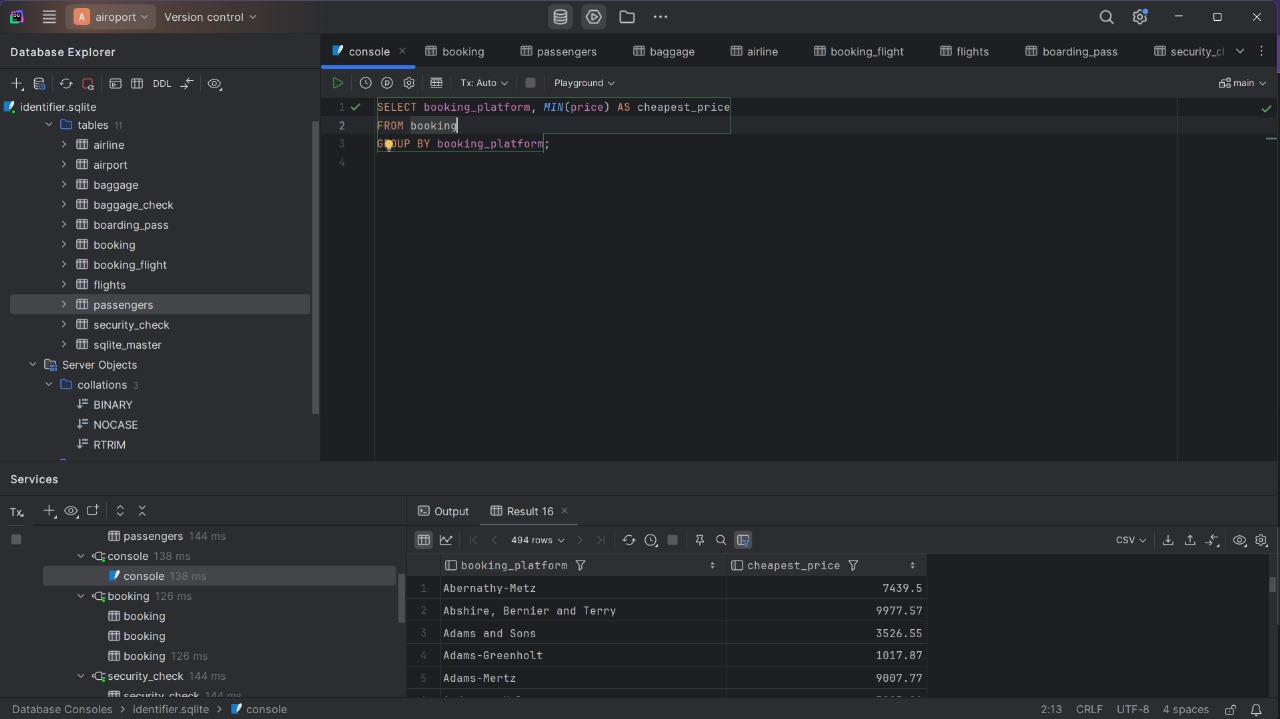 A airoport Version control
Database Explorer
DDL
identifier.sqlite
tables 11
airline
airport
baggage
baggage_check
boarding_pass
booking
booking_flight
flights
passengers
security_check
sqlite_master
Server Objects
collations 3
BINARY
NOCASE
RTRIM
console booking passengers baggage airline booking_flight flights boarding_pass security_cl
Tx: Auto Playground main
1 SELECT booking_platform, MIN(price) AS cheapest_price
2 FROM booking
3 GROUP BY booking_platform;
4
Services
Tx
passengers 144 ms
console 138 ms
console 138 ms
booking 126 ms
booking
booking
booking 126 ms
security_check 144 ms
security_check 144 ms
Output Result 16
494 rows CSV
booking_platform cheapest_price
1 Abernathy-Metz 7439.5
2 Abshire, Bernier and Terry 9977.57
3 Adams and Sons 3526.55
4 Adams-Greenholt 1017.87
5 Adams-Mertz 9007.77
Database Consoles > identifier.sqlite > console 2:13 CRLF UTF-8 4 spaces